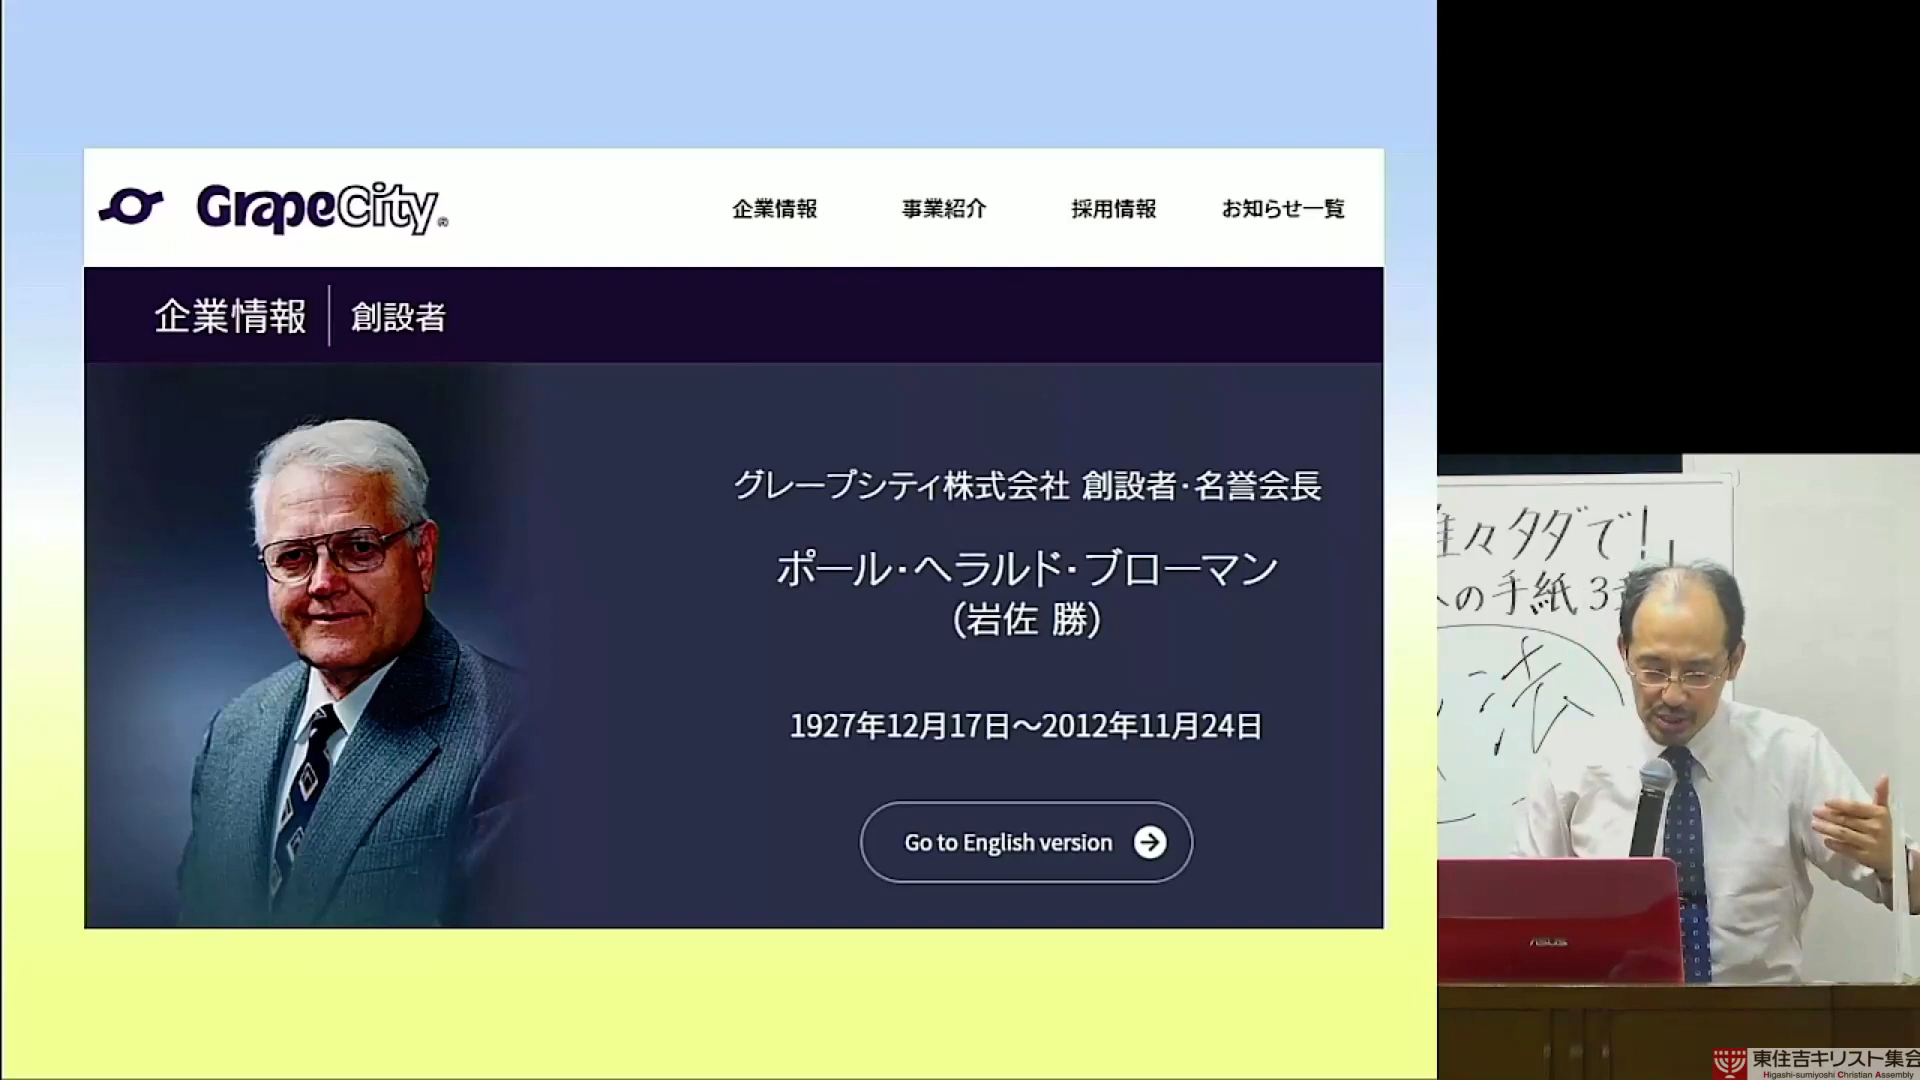 GrapeCity®
企業情報 事業紹介 採用情報 お知らせ一覧
企業情報 創設者
グレープシティ株式会社 創設者・名誉会長
ポール・ヘラルド・ブローマン
(岩佐 勝)
1927年12月17日～2012年11月24日
Go to English version
々タダで!
の手紙 3
法
ASUS
東住吉キリスト集会
Higashi-sumiyoshi Christian Assembly